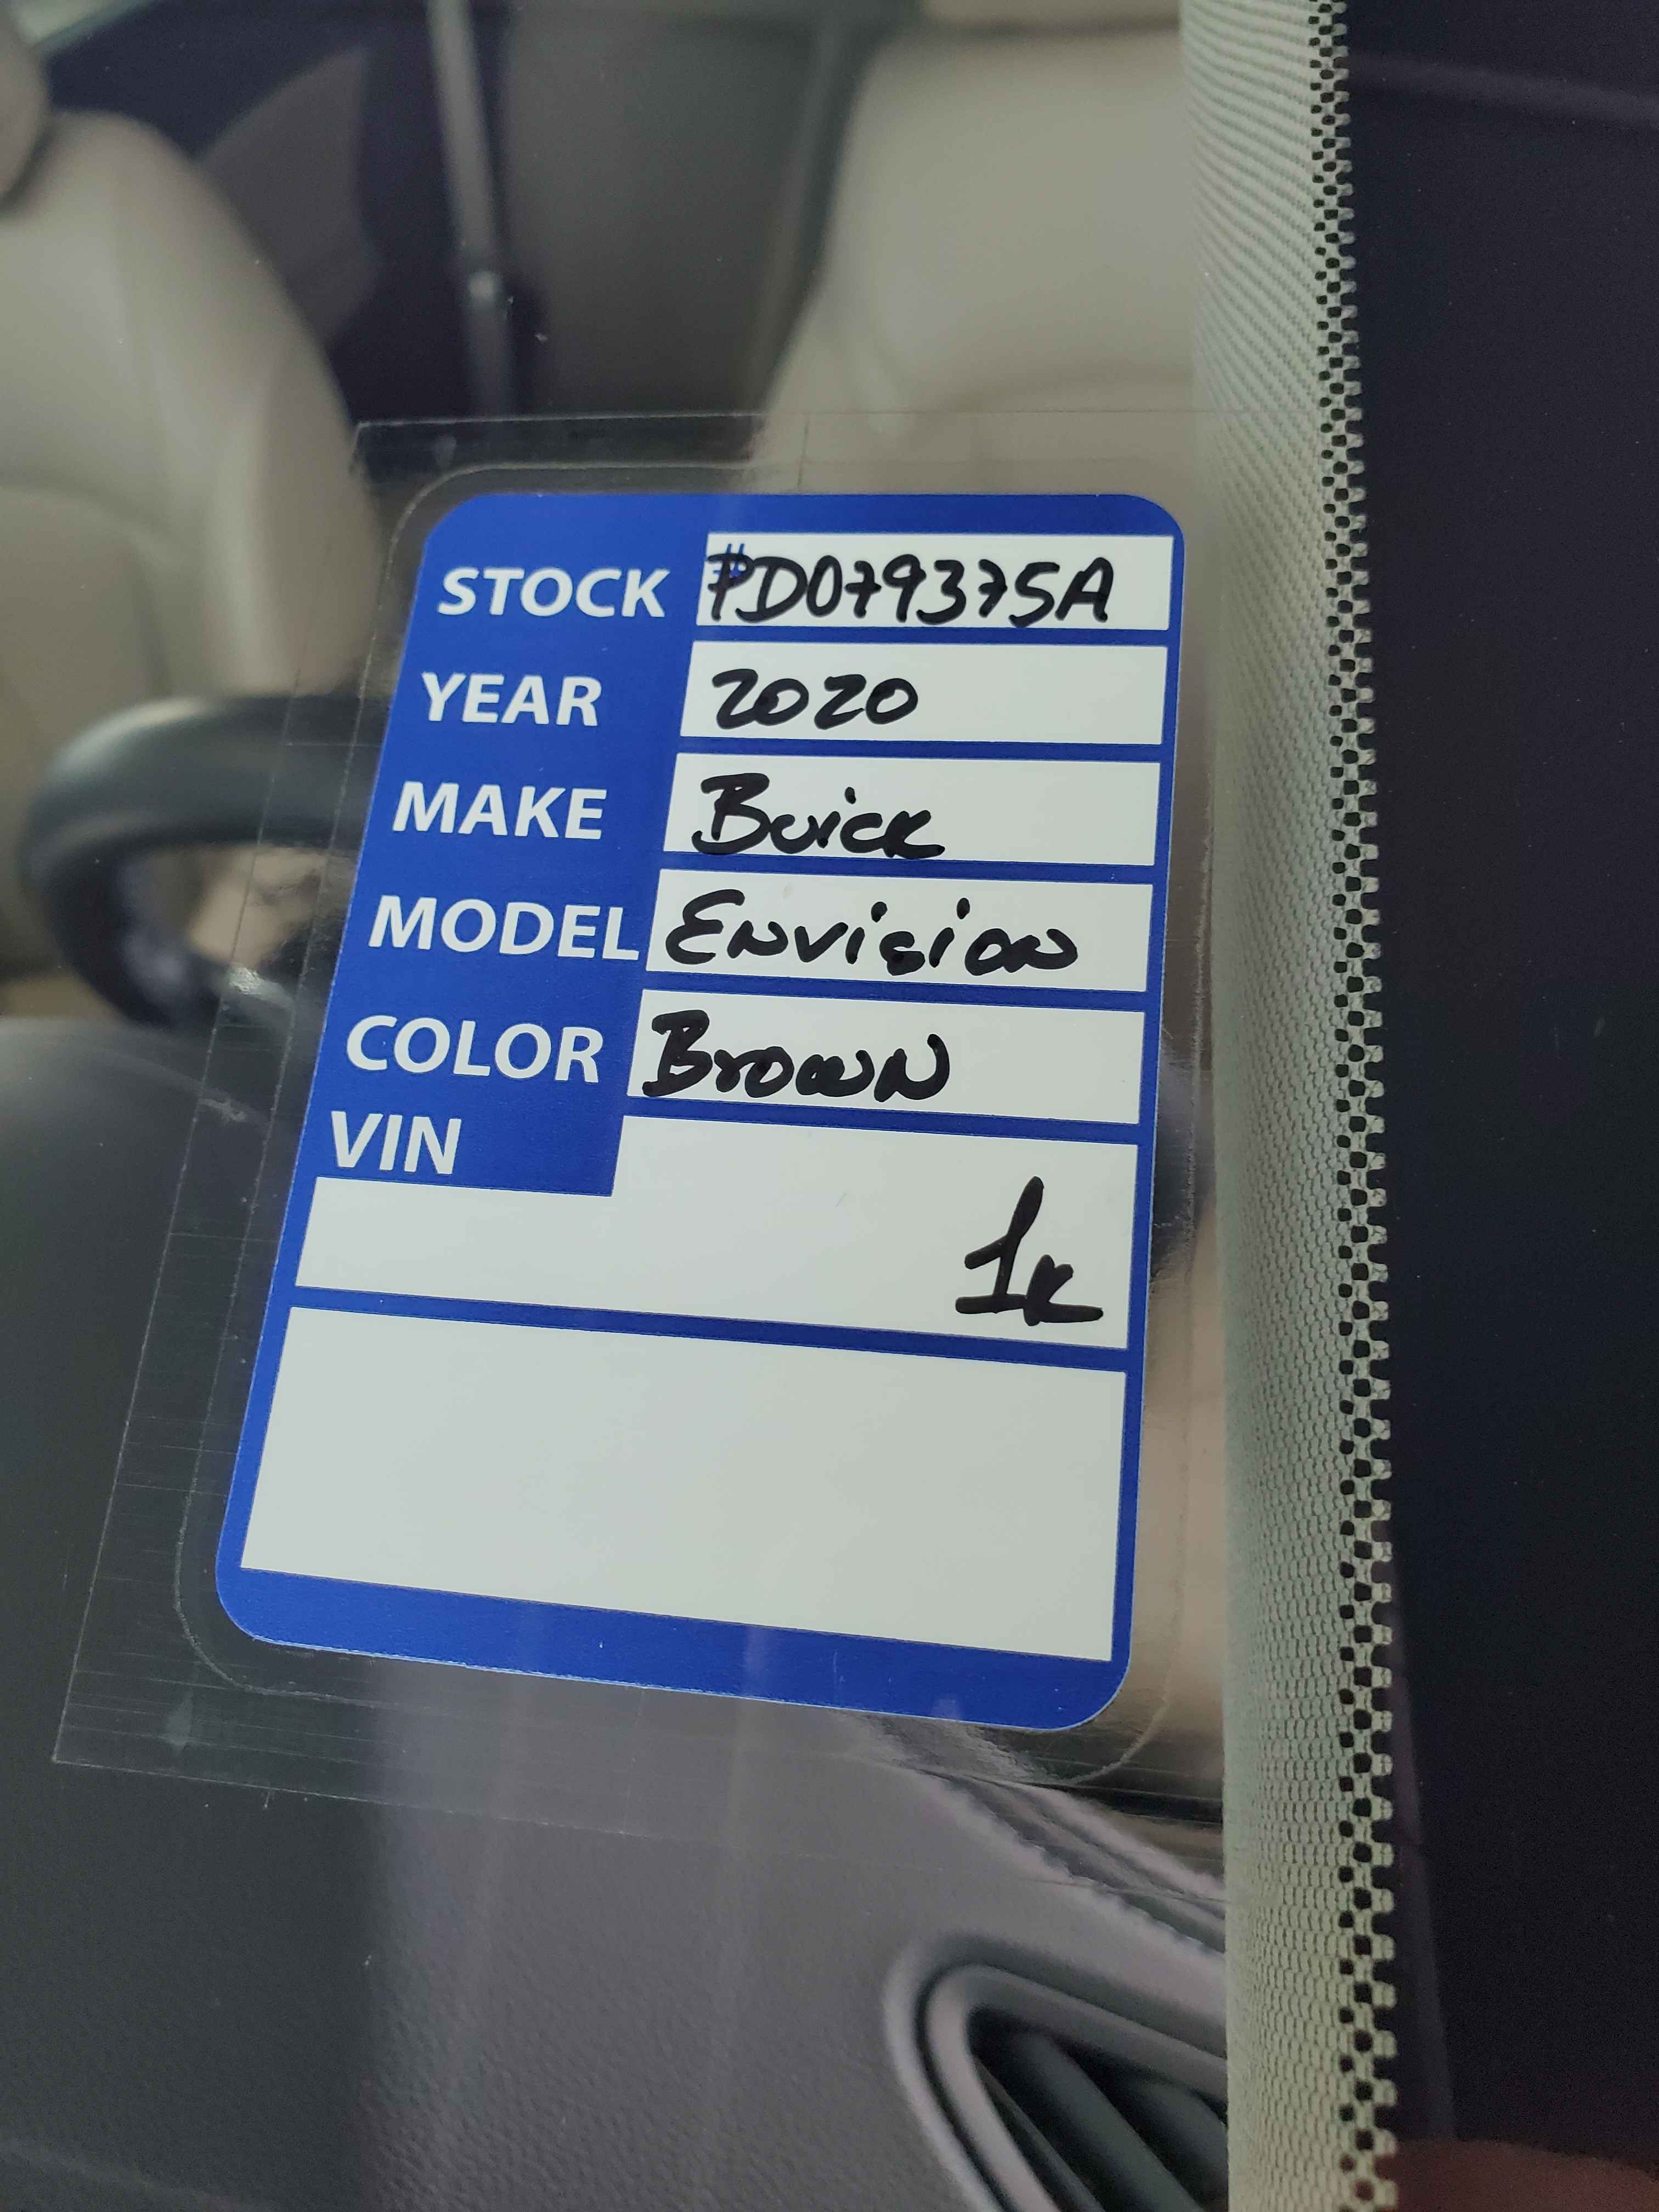 STOCK # PD079375A
YEAR 2020
MAKE Buick
MODEL Envision
COLOR Brown
VIN
1K